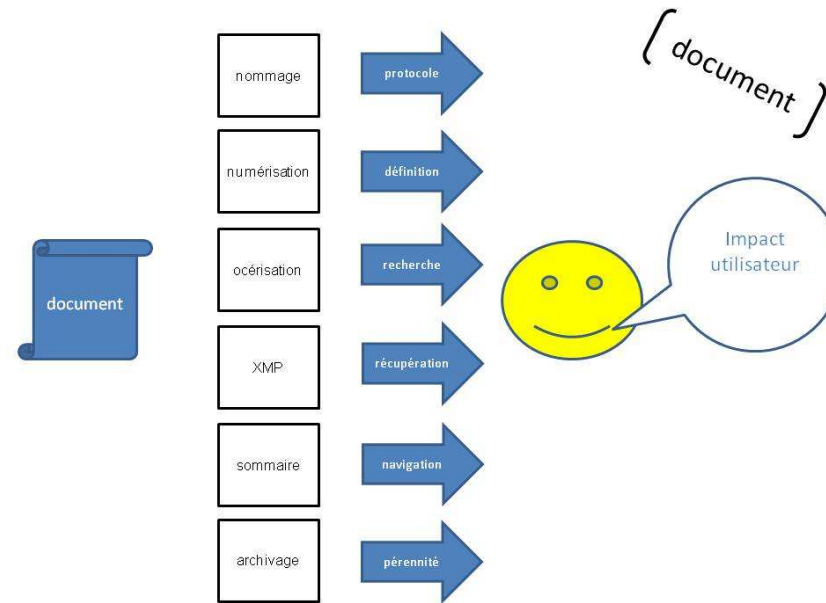 document
nommage
protocole
document
numérisation
définition
océrisation
recherche
Impact
utilisateur
XMP
récupération
sommaire
navigation
archivage
pérennité